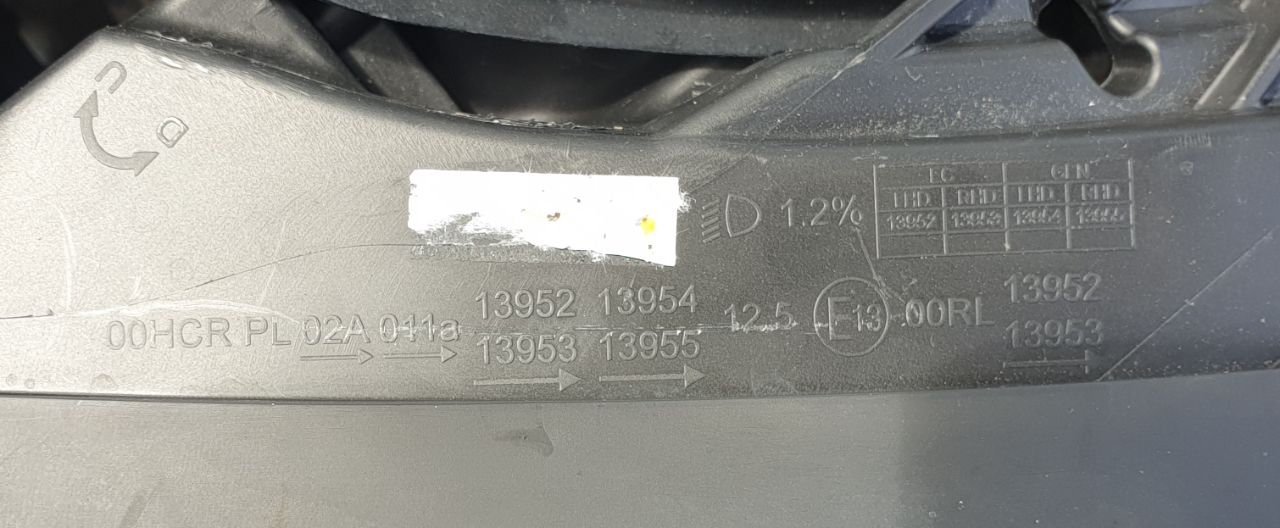 U
D
1.2%
EC GEN
LHD RHD LHD RHD
13952 13953 13954 13955
13952 13954 12.5 E13 00RL 13952
00HCR PL 02A 011a
13953 13955 13953